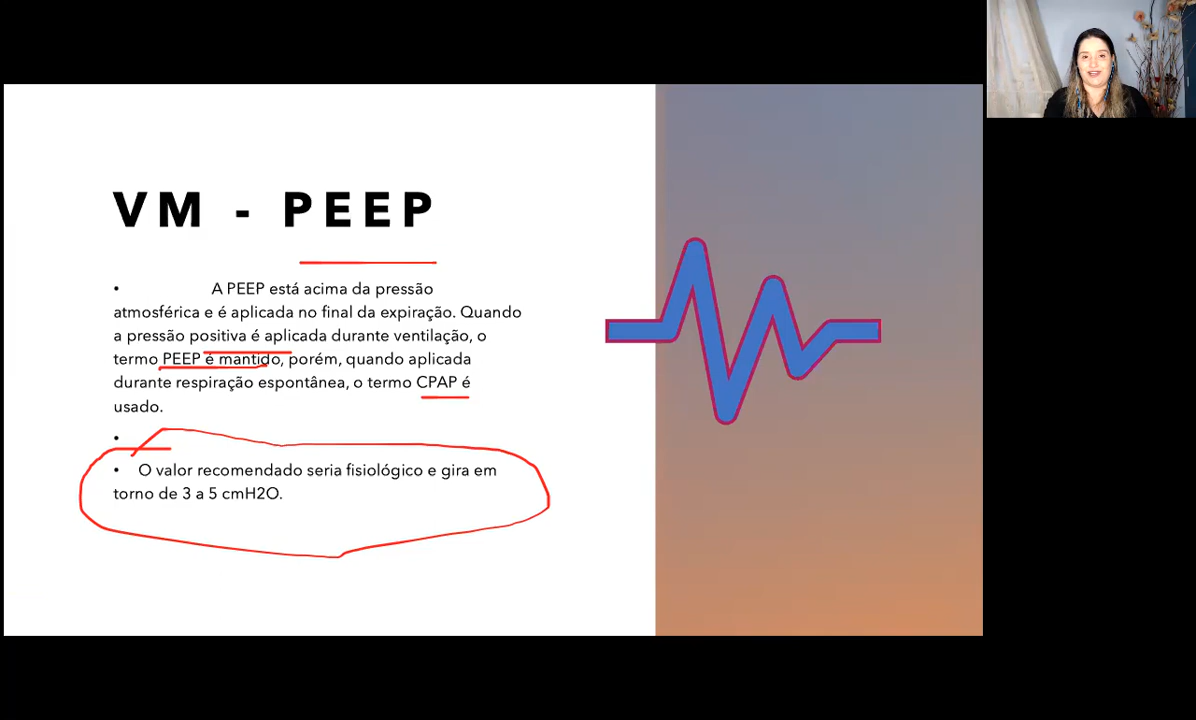 VM - PEEP
• A PEEP está acima da pressão
atmosférica e é aplicada no final da expiração. Quando
a pressão positiva é aplicada durante ventilação, o
termo PEEP é mantido, porém, quando aplicada
durante respiração espontânea, o termo CPAP é
usado.
•
• O valor recomendado seria fisiológico e gira em
torno de 3 a 5 cmH2O.